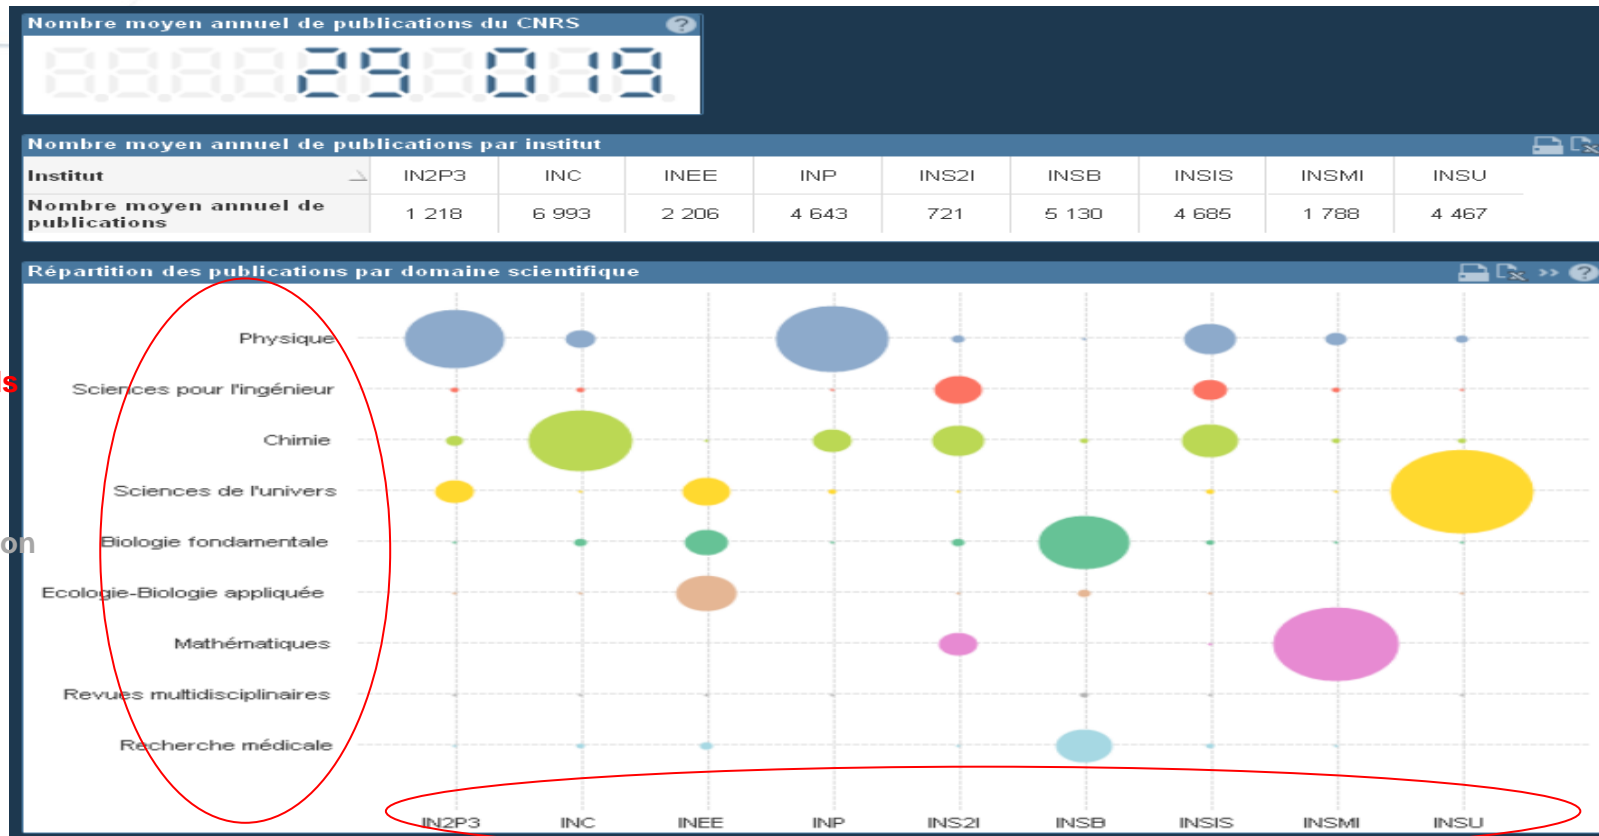 Nombre moyen annuel de publications du CNRS ?
29 019
Nombre moyen annuel de publications par institut
Institut IN2P3 INC INEE INP INS2I INSB INSIS INSMI INSU
Nombre moyen annuel de
publications 1 218 6 993 2 206 4 643 721 5 130 4 685 1 788 4 467
Répartition des publications par domaine scientifique >> ?
Physique
Sciences pour l'ingénieur
Chimie
Sciences de l'univers
on
Biologie fondamentale
Ecologie-Biologie appliquée
Mathématiques
Revues multidisciplinaires
Recherche médicale
IN2P3 INC INEE INP INS2I INSB INSIS INSMI INSU